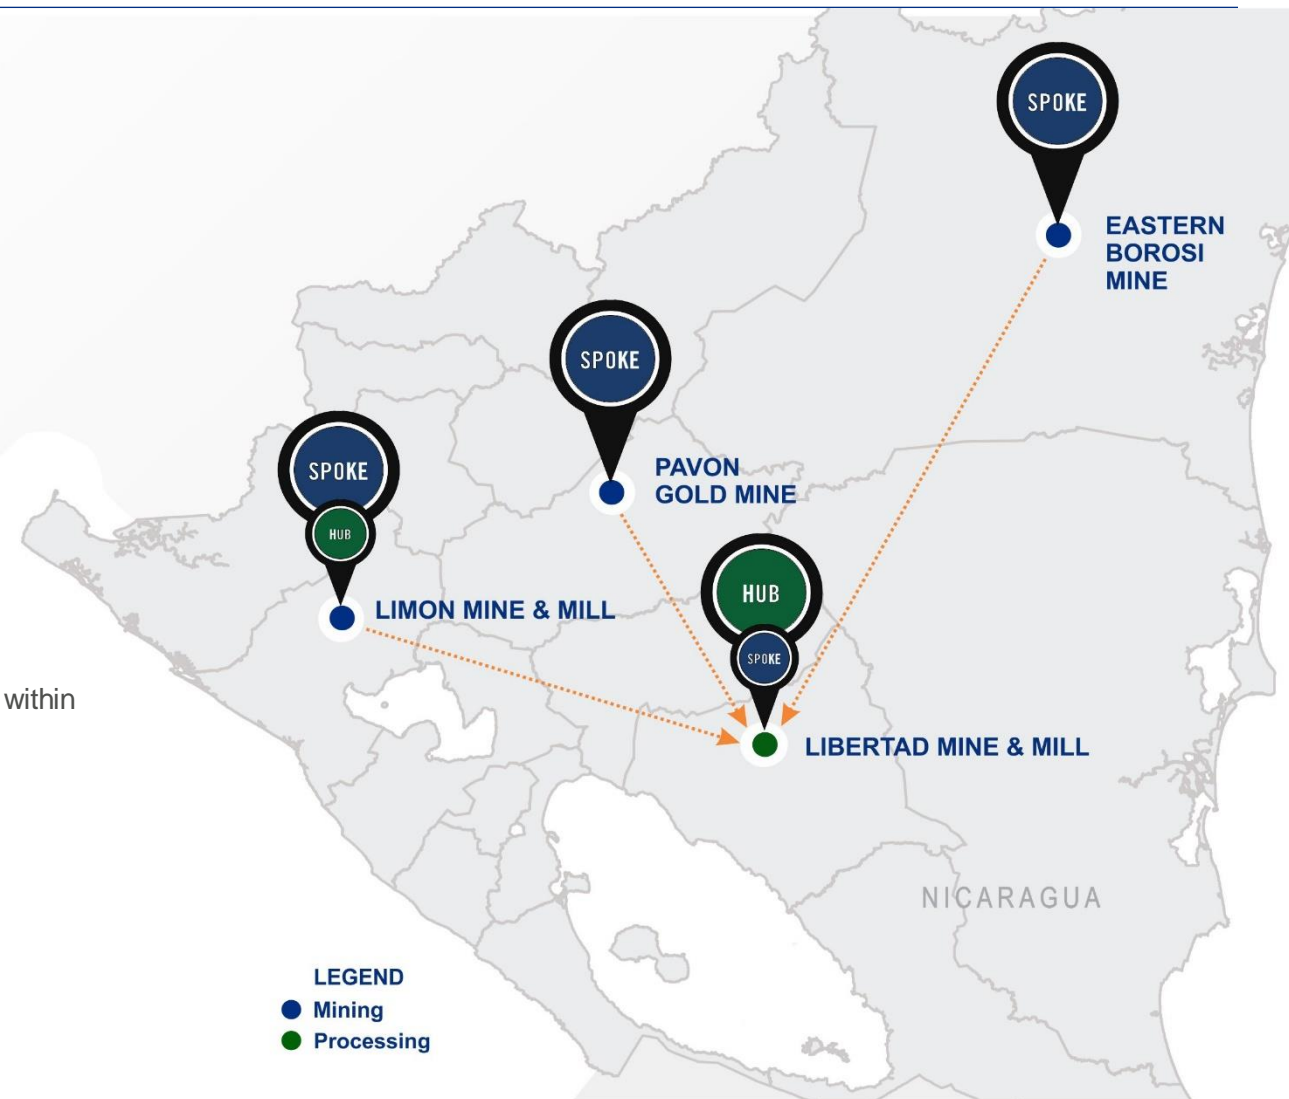 SPOKE
EASTERN
BOROSI
MINE
SPOKE
PAVON
GOLD MINE
SPOKE
HUB
LIMON MINE & MILL
HUB
SPOKE
within
LIBERTAD MINE & MILL
NICARAGUA
LEGEND
Mining
Processing